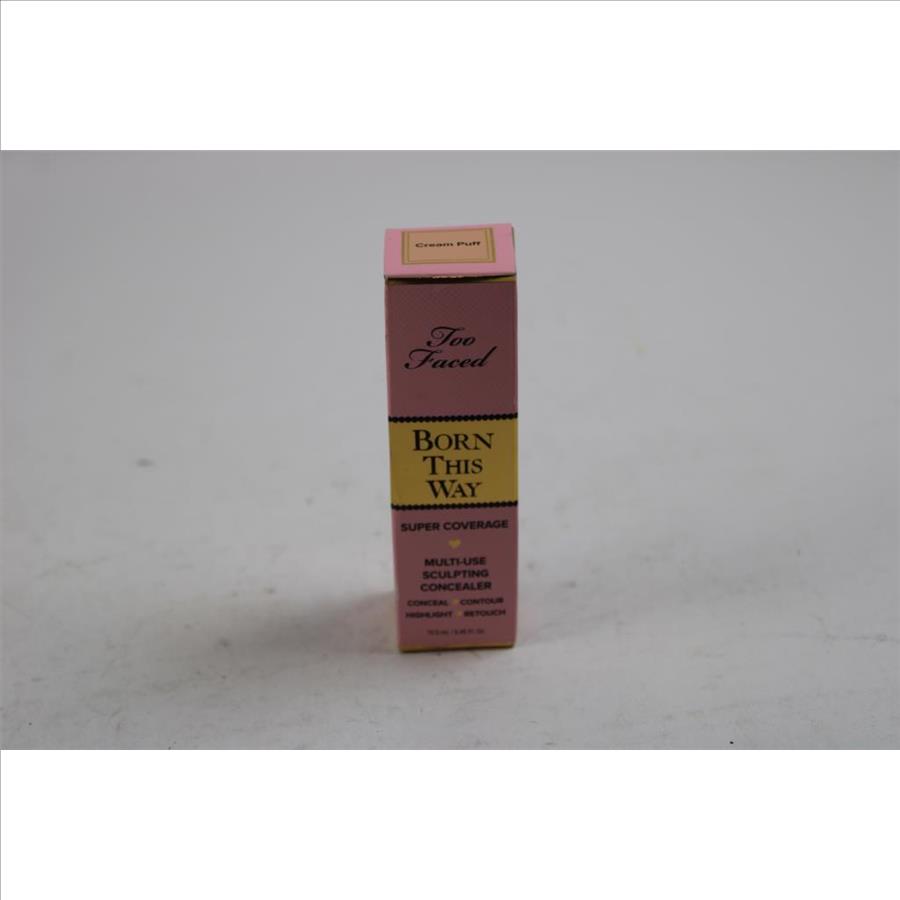 Cream Puff
Too
Faced
BORN
THIS
WAY
SUPER COVERAGE
MULTI-USE
SCULPTING
CONCEALER
CONCEAL CONTOUR
HIGHLIGHT RETOUCH